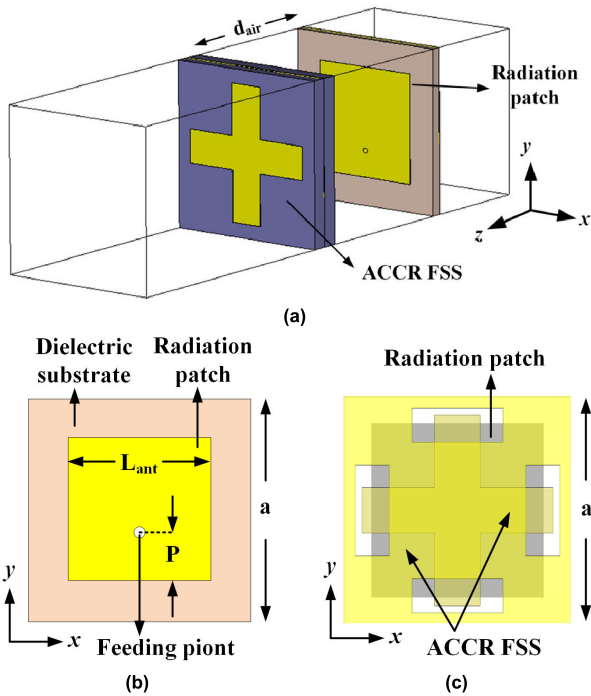 d_air
Radiation
patch
y
x
z
ACCR FSS
(a)
Dielectric
substrate
Radiation
patch
L_ant
a
P
y
x
Feeding piont
(b)
Radiation patch
a
y
x
ACCR FSS
(c)